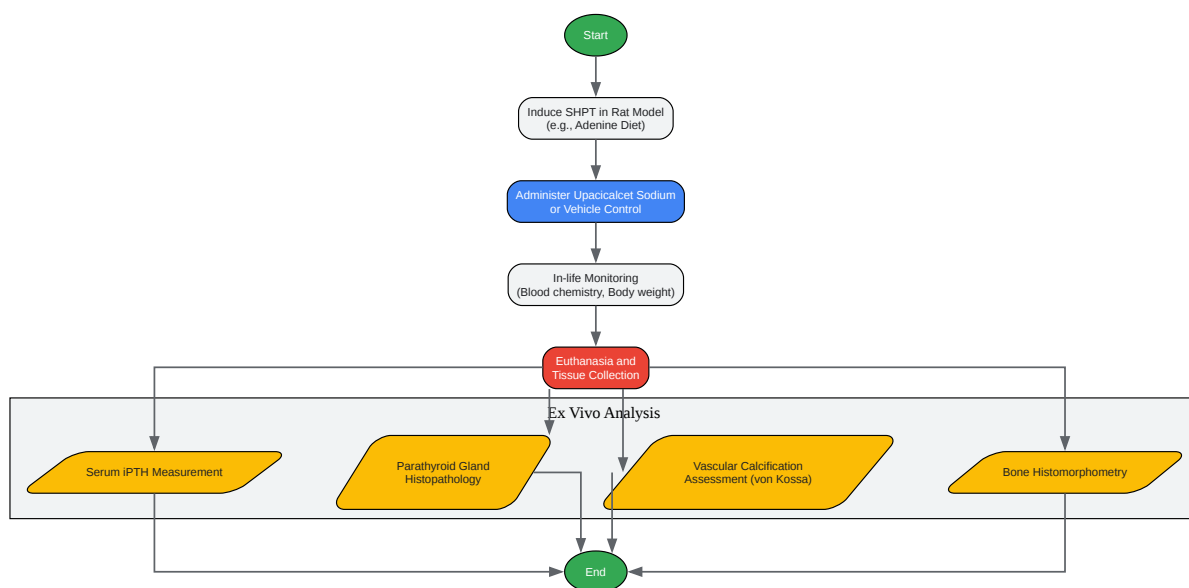 Start
Induce SHPT in Rat Model
(e.g., Adenine Diet)
Administer Upacicalcet Sodium
or Vehicle Control
In-life Monitoring
(Blood chemistry, Body weight)
Euthanasia and
Tissue Collection
Ex Vivo Analysis
Serum iPTH Measurement
Parathyroid Gland
Histopathology
Vascular Calcification
Assessment (von Kossa)
Bone Histomorphometry
End